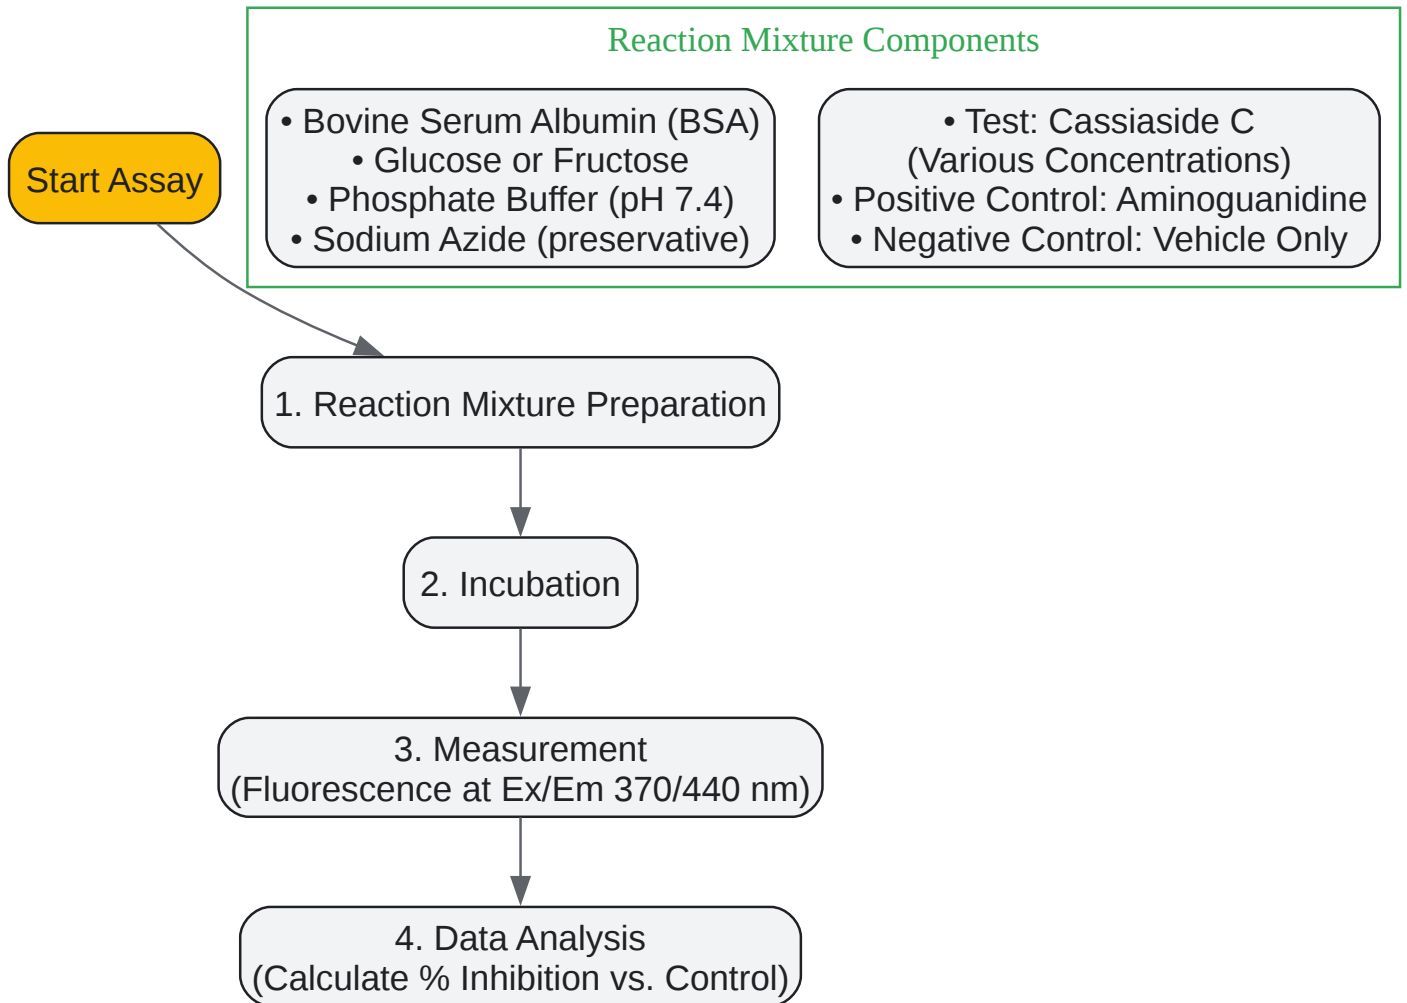 Reaction Mixture Components
• Bovine Serum Albumin (BSA)
• Glucose or Fructose
• Phosphate Buffer (pH 7.4)
• Sodium Azide (preservative)
• Test: Cassiaside C
(Various Concentrations)
• Positive Control: Aminoguanidine
• Negative Control: Vehicle Only
Start Assay
1. Reaction Mixture Preparation
2. Incubation
3. Measurement
(Fluorescence at Ex/Em 370/440 nm)
4. Data Analysis
(Calculate % Inhibition vs. Control)